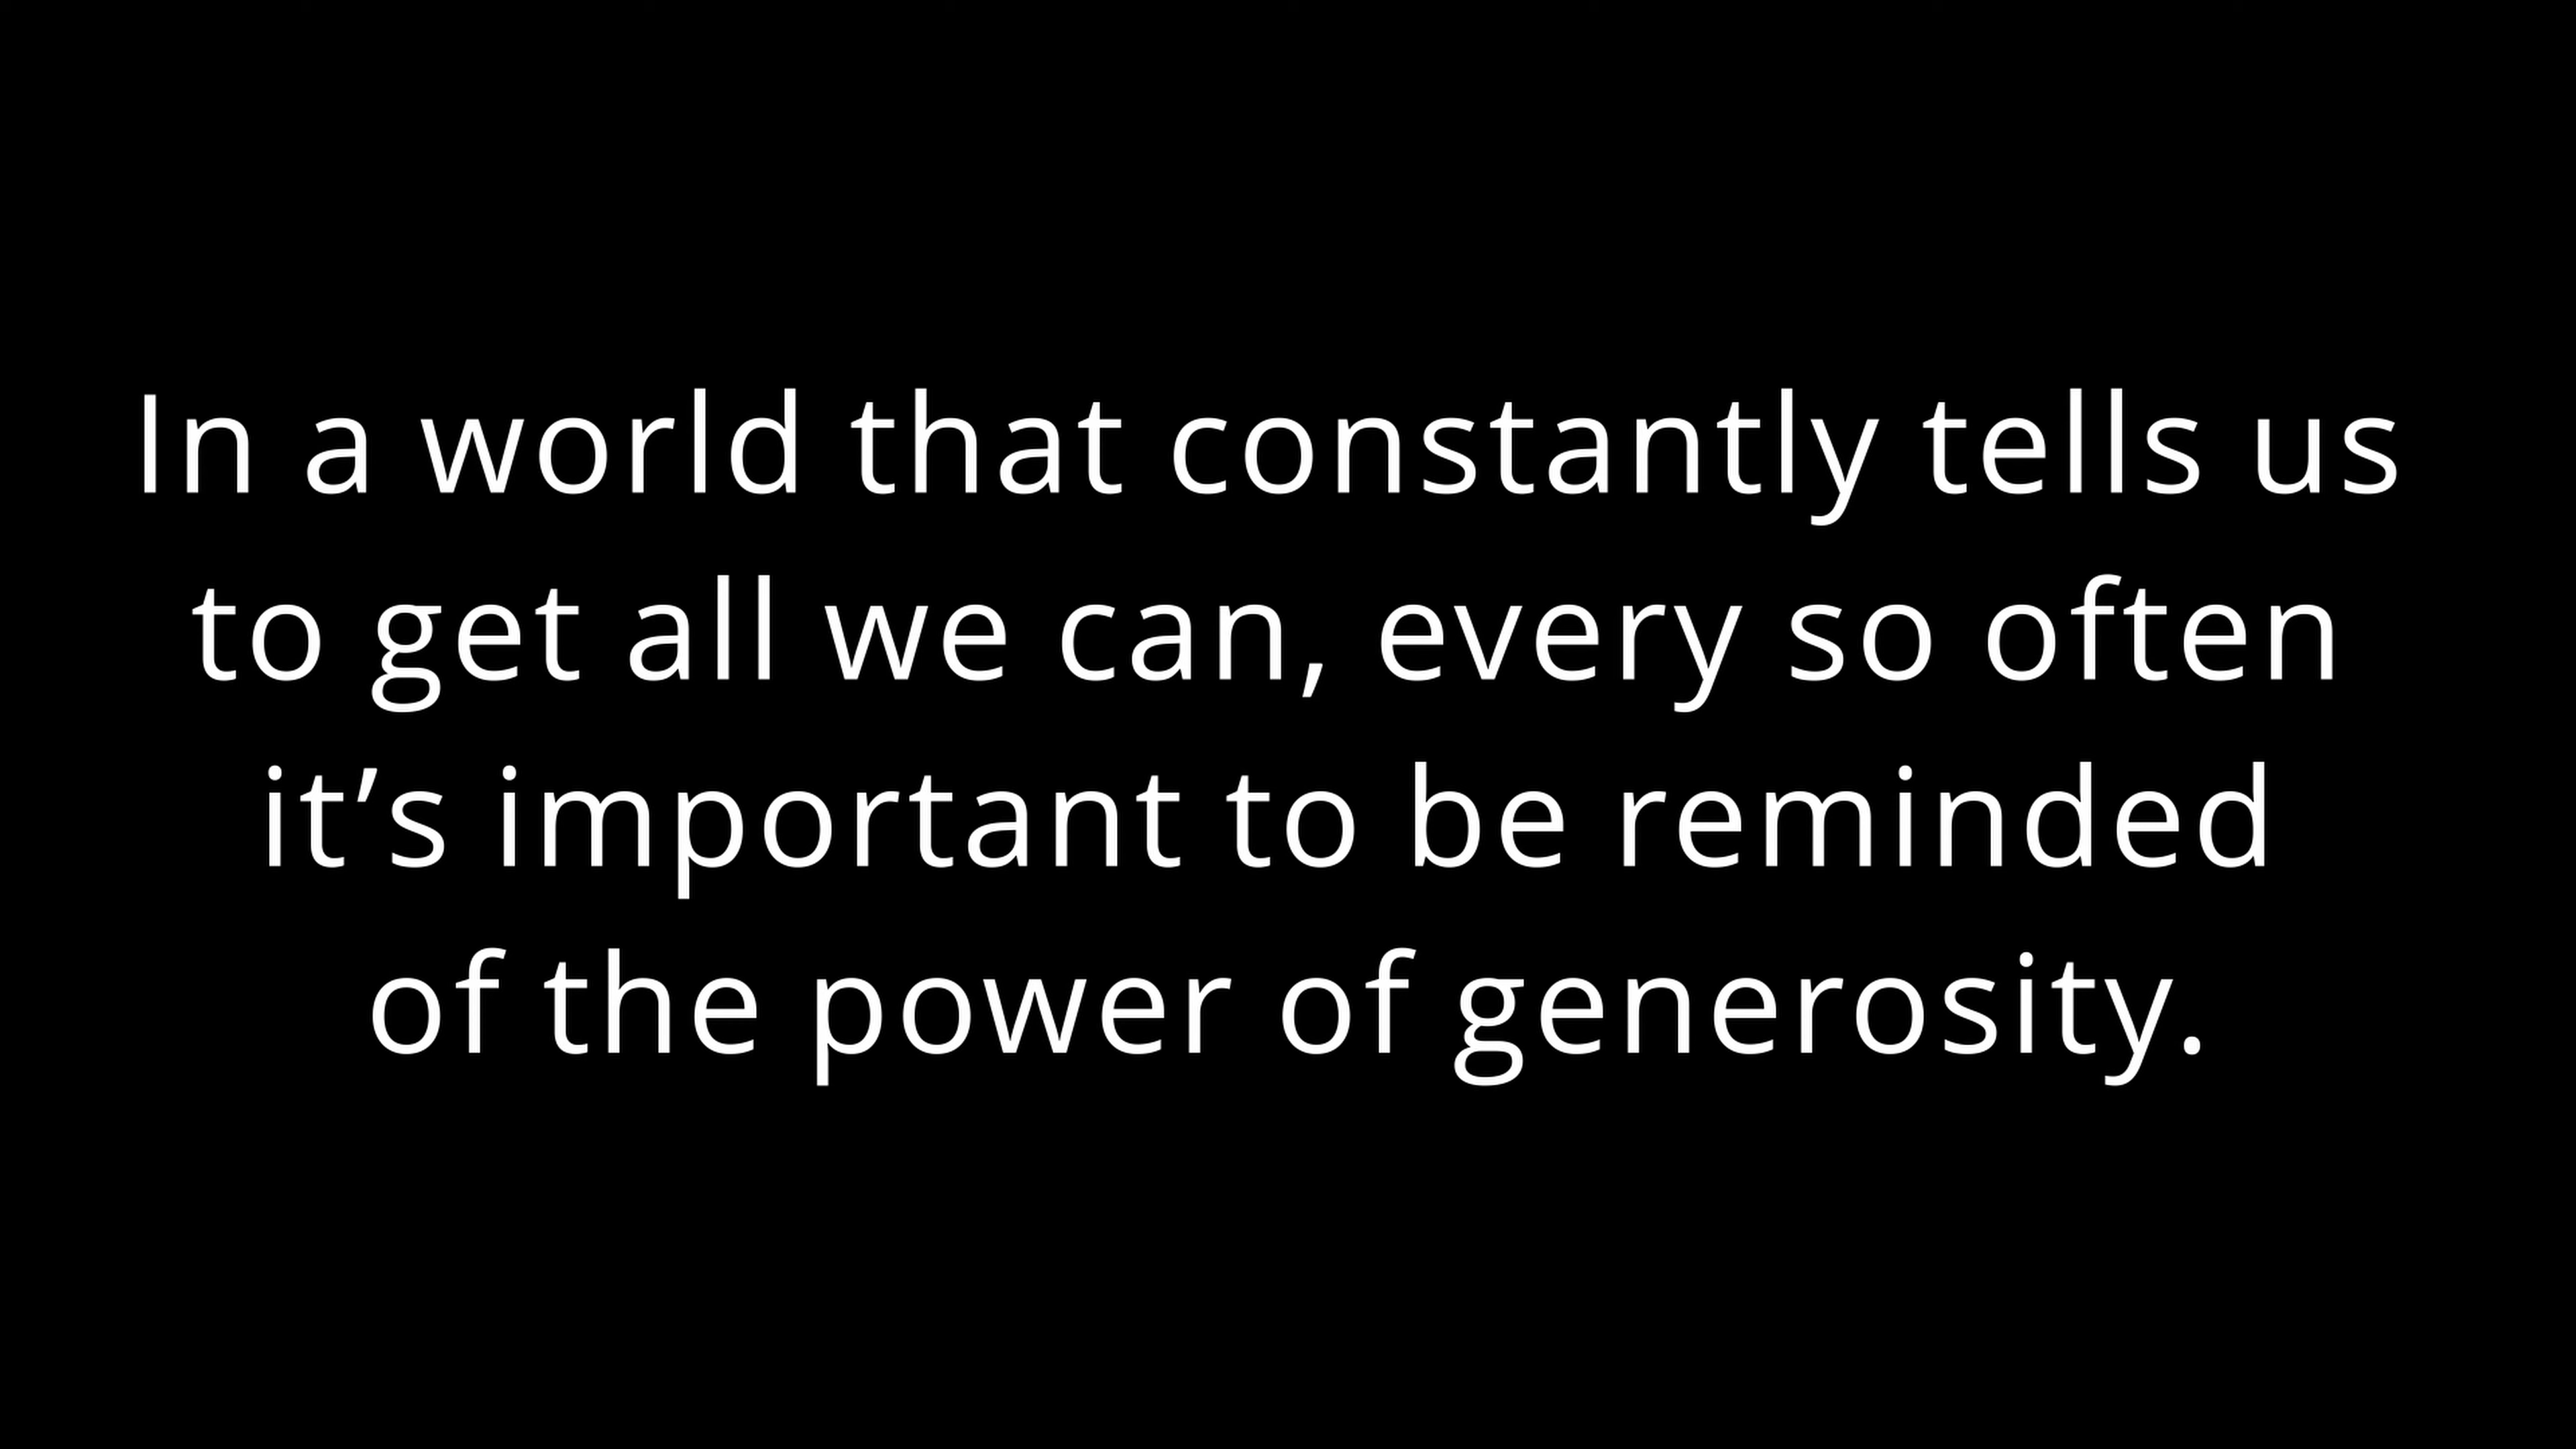 In a world that constantly tells us
to get all we can, every so often
it’s important to be reminded
of the power of generosity.